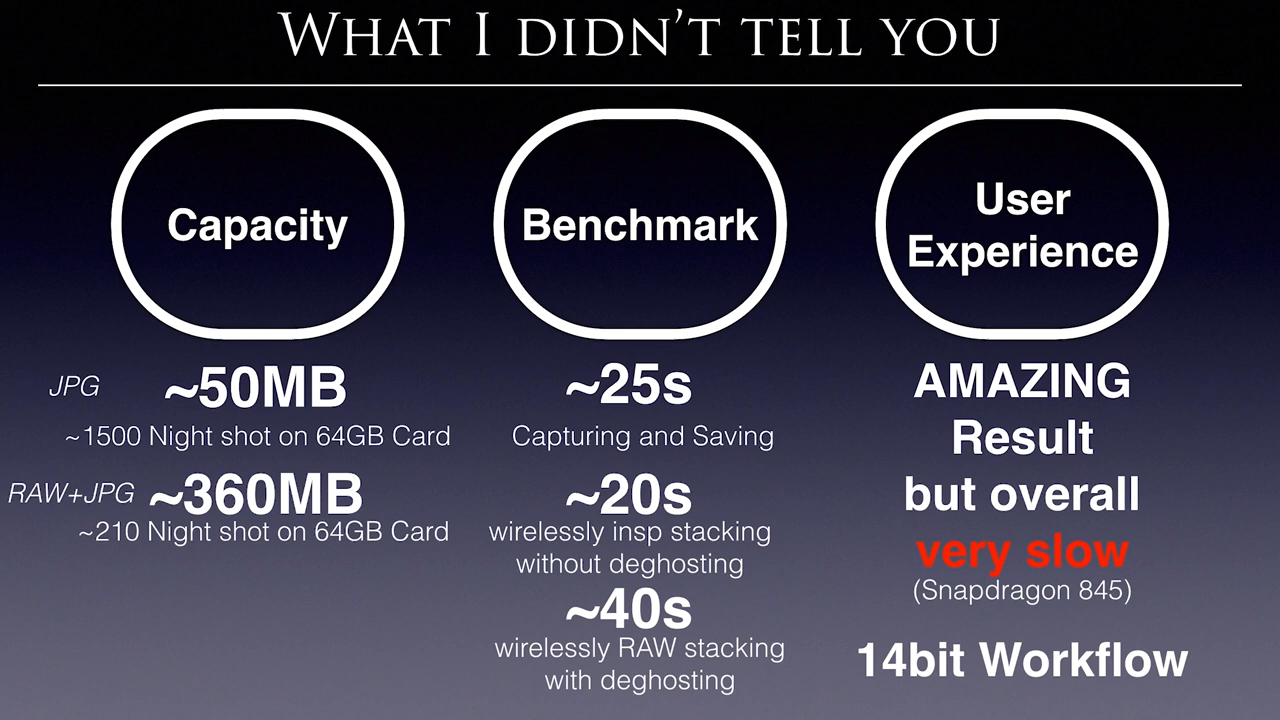 WHAT I DIDN'T TELL YOU
Capacity
JPG ~50MB
~1500 Night shot on 64GB Card
RAW+JPG ~360MB
~210 Night shot on 64GB Card
Benchmark
~25s
Capturing and Saving
~20s
wirelessly insp stacking
without deghosting
~40s
wirelessly RAW stacking
with deghosting
User
Experience
AMAZING
Result
but overall
very slow
(Snapdragon 845)
14bit Workflow